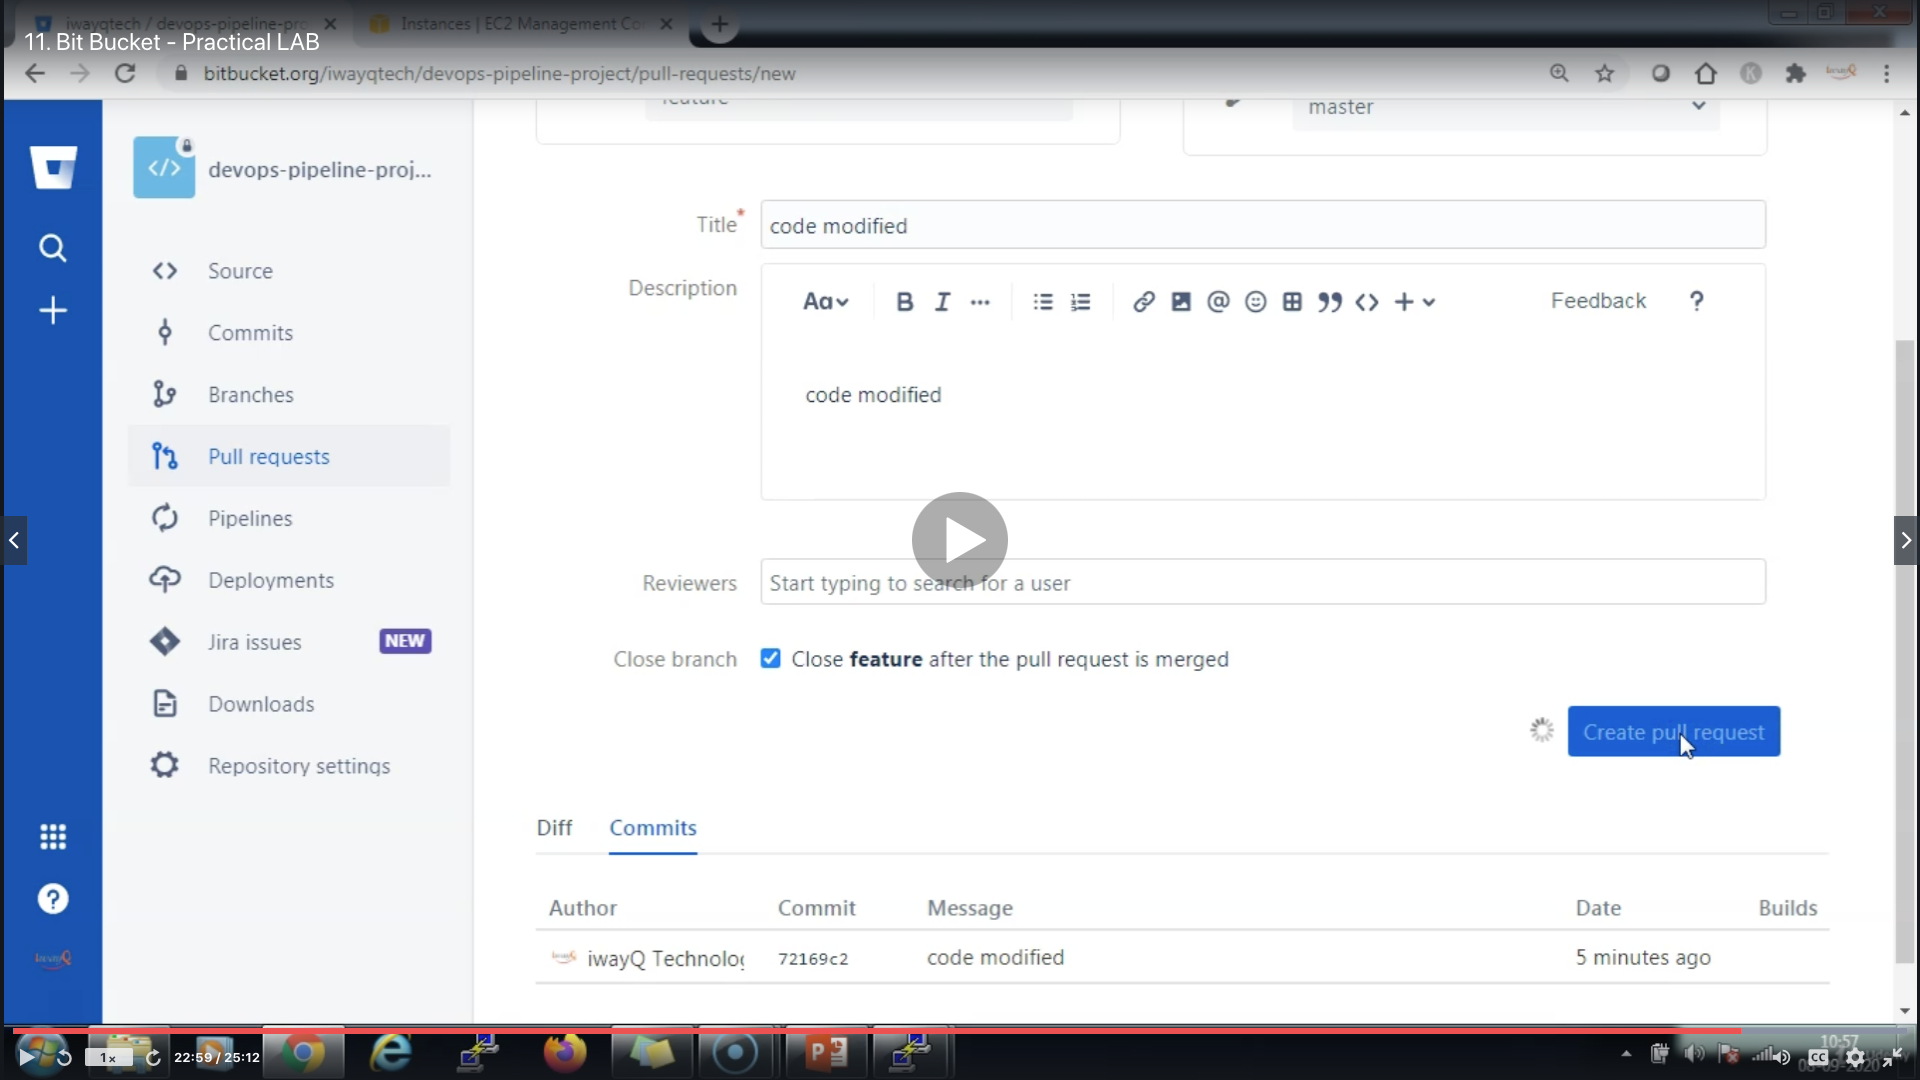 iwayqtech / devops-pipeline-pro
Instances | EC2 Management Co
11. Bit Bucket - Practical LAB
bitbucket.org/iwayqtech/devops-pipeline-project/pull-requests/new
feature
master
devops-pipeline-proj...
Title*
code modified
Source
Description
Aa
B I ...
Feedback ?
Commits
Branches
code modified
Pull requests
Pipelines
Reviewers
Start typing to search for a user
Deployments
Jira issues NEW
Close branch
Close feature after the pull request is merged
Downloads
Create pull request
Repository settings
Diff Commits
Author Commit Message Date Builds
iwayQ Technolog 72169c2 code modified 5 minutes ago
10:57
1x
22:59 / 25:12
CC